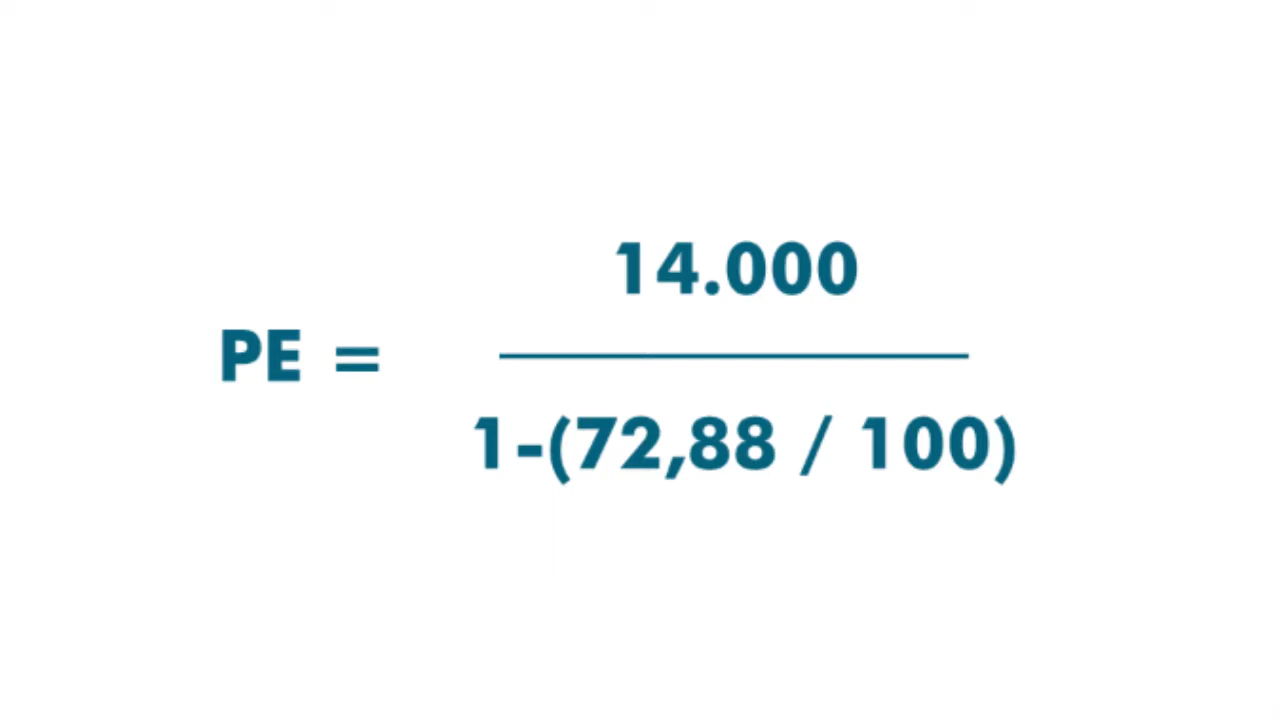 14.000
PE =
1-(72,88 / 100)